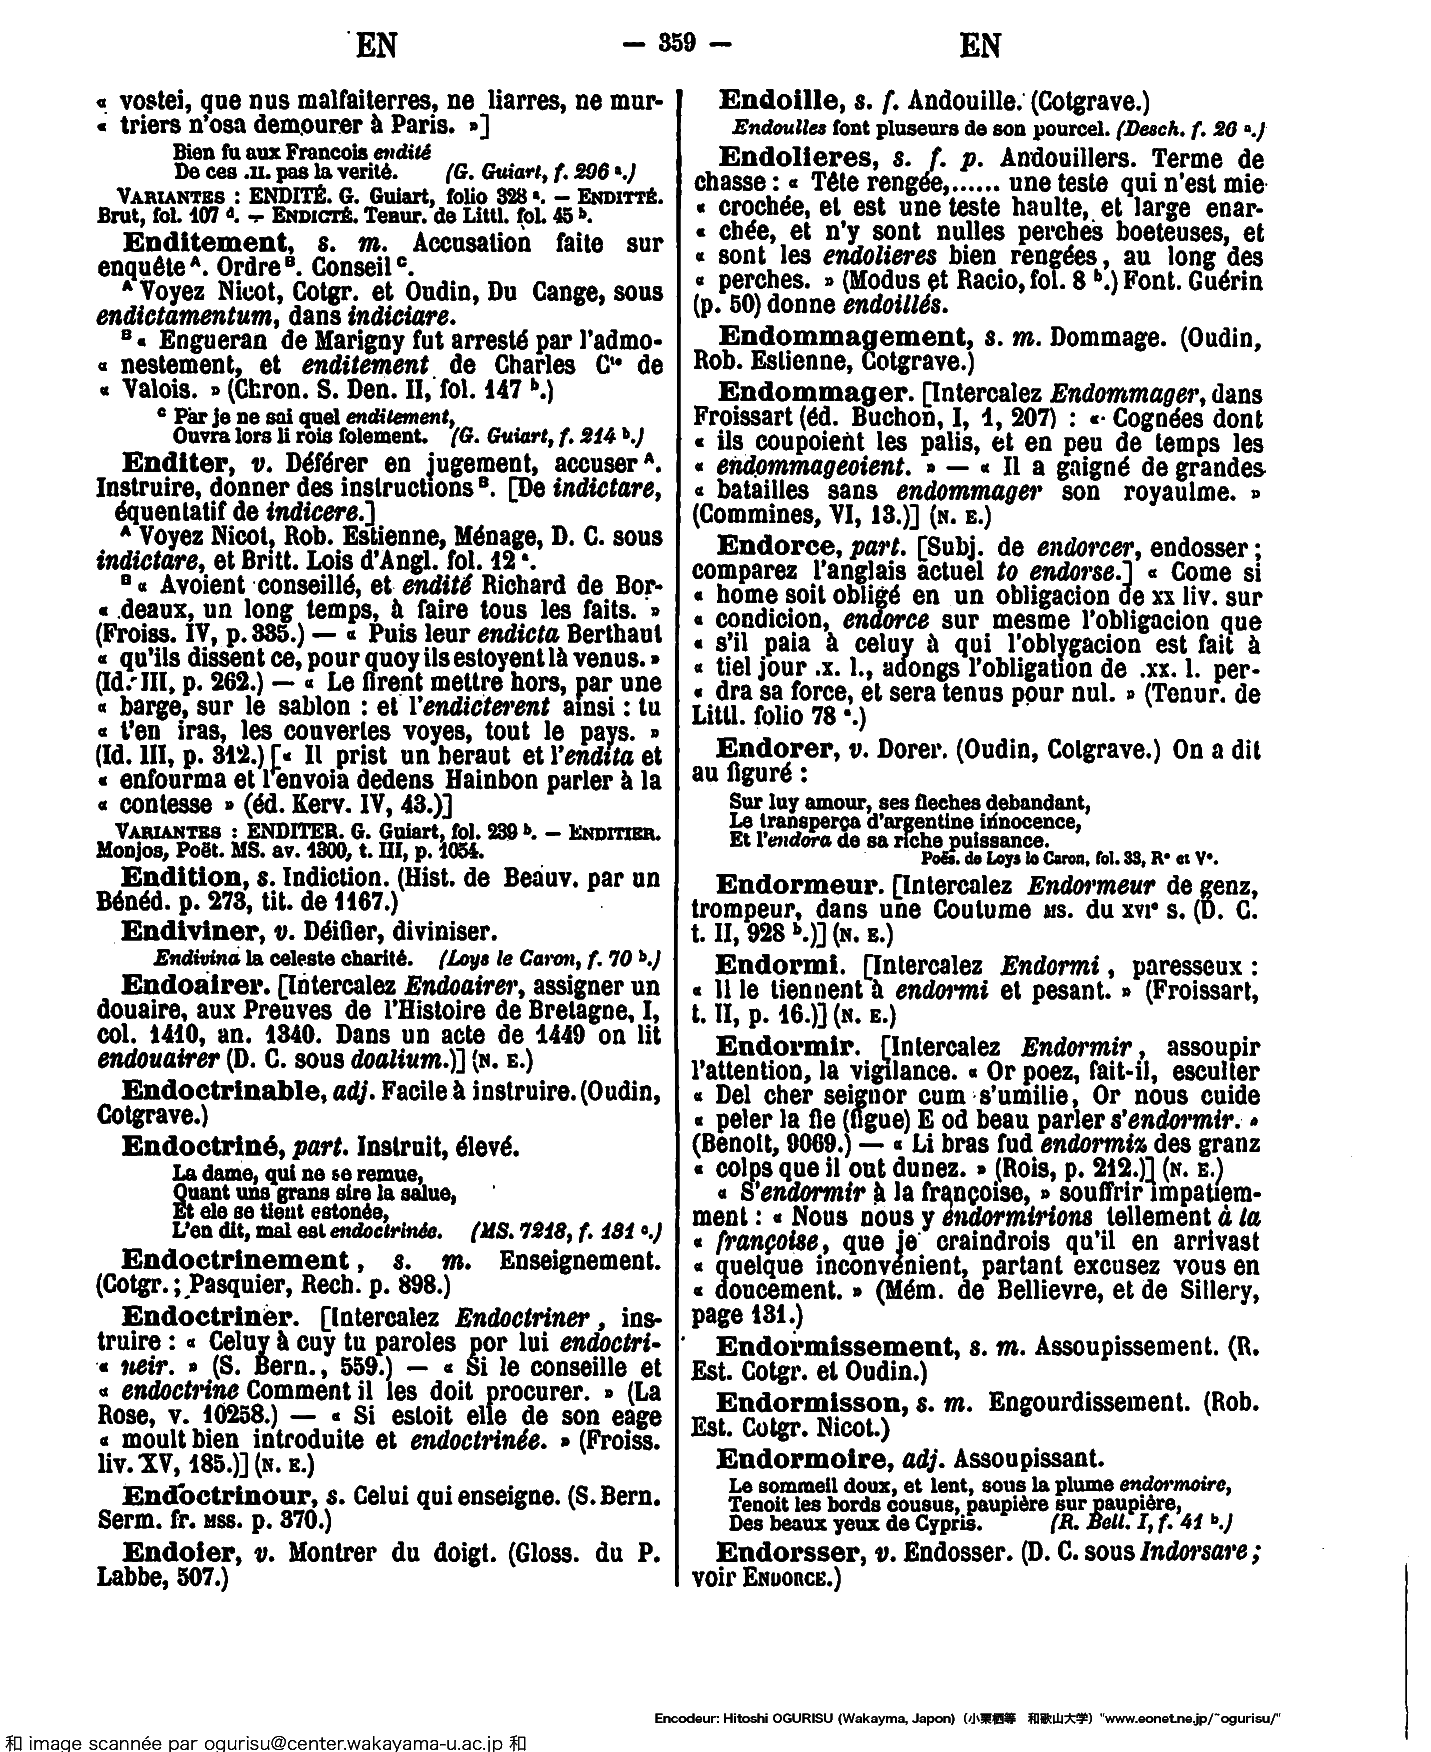 EN — 359 — EN
« vostei, que nus malfaiterres, ne liarres, ne mur-
« triers n'osa demourer à Paris. »]
Bien fu aux Francois endité
De ces .II. pas la verité. (G. Guiart, f. 296 a.)
VARIANTES : ENDITÉ. G. Guiart, folio 328 a. — ENDITTÉ.
Brut, fol. 107 d. — ENDICTÉ. Tenur. de Littl. fol. 45 b.
Enditement, s. m. Accusation faite sur
enquête A. Ordre B. Conseil C.
A Voyez Nicot, Cotgr. et Oudin, Du Cange, sous
endictamentum, dans indiciare.
B « Engueran de Marigny fut arresté par l'admo-
« nestement, et enditement de Charles Cte de
« Valois. » (Chron. S. Den. II, fol. 147 b.)
C Par je ne sai quel enditement,
Ouvra lors li rois folement. (G. Guiart, f. 214 b.)
Enditer, v. Déférer en jugement, accuser A.
Instruire, donner des instructions B. [De indictare,
équentatif de indicere.]
A Voyez Nicot, Rob. Estienne, Ménage, D. C. sous
indictare, et Britt. Lois d'Angl. fol. 12 a.
B « Avoient conseillé, et endité Richard de Bor-
« deaux, un long temps, à faire tous les faits. »
(Froiss. IV, p. 335.) — « Puis leur endicta Berthaut
« qu'ils dissent ce, pour quoy ils estoyent là venus. »
(Id. III, p. 262.) — « Le firent mettre hors, par une
« barge, sur le sablon : et l'endicterent ainsi : tu
« t'en iras, les couvertes voyes, tout le pays. »
(Id. III, p. 312.) [« Il prist un heraut et l'endita et
« enfourma et l'envoia dedens Hainbon parler à la
« contesse » (éd. Kerv. IV, 43.)]
VARIANTES : ENDITER. G. Guiart, fol. 239 b. — ENDITIER.
Monjos, Poët. MS. av. 1300, t. III, p. 1054.
Endition, s. Indiction. (Hist. de Beauv. par un
Bénéd. p. 273, tit. de 1167.)
Endiviner, v. Déifier, diviniser.
Endivina la celeste charité. (Loys le Caron, f. 70 b.)
Endoairer. [Intercalez Endoairer, assigner un
douaire, aux Preuves de l'Histoire de Bretagne, I,
col. 1410, an. 1340. Dans un acte de 1449 on lit
endouairer (D. C. sous doalium.)] (N. E.)
Endoctrinable, adj. Facile à instruire. (Oudin,
Cotgrave.)
Endoctriné, part. Instruit, élevé.
La dame, qui ne se remue,
Quant uns grans sire la salue,
Et ele se tient estonée,
L'en dit, mal est endoctrinée. (MS. 7218, f. 181 a.)
Endoctrinement, s. m. Enseignement.
(Cotgr. ; Pasquier, Rech. p. 898.)
Endoctriner. [Intercalez Endoctriner, ins-
truire : « Celuy à cuy tu paroles por lui endoctri-
« neir. » (S. Bern., 559.) — « Si le conseille et
« endoctrine Comment il les doit procurer. » (La
Rose, v. 10258.) — « Si estoit elle de son eage
« moult bien introduite et endoctrinée. » (Froiss.
liv. XV, 185.)] (N. E.)
Endoctrinour, s. Celui qui enseigne. (S. Bern.
Serm. fr. MSS. p. 370.)
Endoier, v. Montrer du doigt. (Gloss. du P.
Labbe, 507.)
Endoille, s. f. Andouille. (Cotgrave.)
Endoulles font pluseurs de son pourcel. (Desch. f. 26 a.)
Endolieres, s. f. p. Andouillers. Terme de
chasse : « Tête rengée,...... une teste qui n'est mie
« crochée, et est une teste haulte, et large enar-
« chée, et n'y sont nulles perches boeteuses, et
« sont les endolieres bien rengées, au long des
« perches. » (Modus et Racio, fol. 8 b.) Font. Guérin
(p. 50) donne endoillés.
Endommagement, s. m. Dommage. (Oudin,
Rob. Estienne, Cotgrave.)
Endommager. [Intercalez Endommager, dans
Froissart (éd. Buchon, I, 1, 207) : « Cognées dont
« ils coupoient les palis, et en peu de temps les
« endommageoient. » — « Il a gaigné de grandes
« batailles sans endommager son royaulme. »
(Commines, VI, 13.)] (N. E.)
Endorce, part. [Subj. de endorcer, endosser ;
comparez l'anglais actuel to endorse.] « Come si
« home soit obligé en un obligacion de xx liv. sur
« condicion, endorce sur mesme l'obligacion que
« s'il paia à celuy à qui l'oblygacion est fait à
« tiel jour .x. l., adongs l'obligation de .xx. l. per-
« dra sa force, et sera tenus pour nul. » (Tenur. de
Littl. folio 78 a.)
Endorer, v. Dorer. (Oudin, Cotgrave.) On a dit
au figuré :
Sur luy amour, ses fleches debandant,
Le transperça d'argentine innocence,
Et l'endora de sa riche puissance.
Poës. de Loys le Caron, fol. 33, R° et V°.
Endormeur. [Intercalez Endormeur de genz,
trompeur, dans une Coutume MS. du XVIe s. (D. C.
t. II, 928 b.)] (N. E.)
Endormi. [Intercalez Endormi, paresseux :
« Il le tiennent à endormi et pesant. » (Froissart,
t. II, p. 16.)] (N. E.)
Endormir. [Intercalez Endormir, assoupir
l'attention, la vigilance. « Or poez, fait-il, esculter
« Del cher seignor cum s'umilie, Or nous cuide
« peler la fie (figue) E od beau parler s'endormir. »
(Benoit, 9069.) — « Li bras fud endormiz des granz
« colps que il out dunez. » (Rois, p. 212.)] (N. E.)
« S'endormir à la françoise, » souffrir impatiem-
ment : « Nous nous y endormirions tellement à la
« françoise, que je craindrois qu'il en arrivast
« quelque inconvénient, partant excusez vous en
« doucement. » (Mém. de Bellievre, et de Sillery,
page 131.)
Endormissement, s. m. Assoupissement. (R.
Est. Cotgr. et Oudin.)
Endormisson, s. m. Engourdissement. (Rob.
Est. Cotgr. Nicot.)
Endormoire, adj. Assoupissant.
Le sommeil doux, et lent, sous la plume endormoire,
Tenoit les bords cousus, paupière sur paupière,
Des beaux yeux de Cypris. (R. Bell. I, f. 41 b.)
Endorsser, v. Endosser. (D. C. sous Indorsare ;
voir ENDORCE.)
Encodeur: Hitoshi OGURISU (Wakayma, Japon) (小栗栖等 和歌山大学) "www.eonet.ne.jp/~ogurisu/"
和 image scannée par ogurisu@center.wakayama-u.ac.jp 和